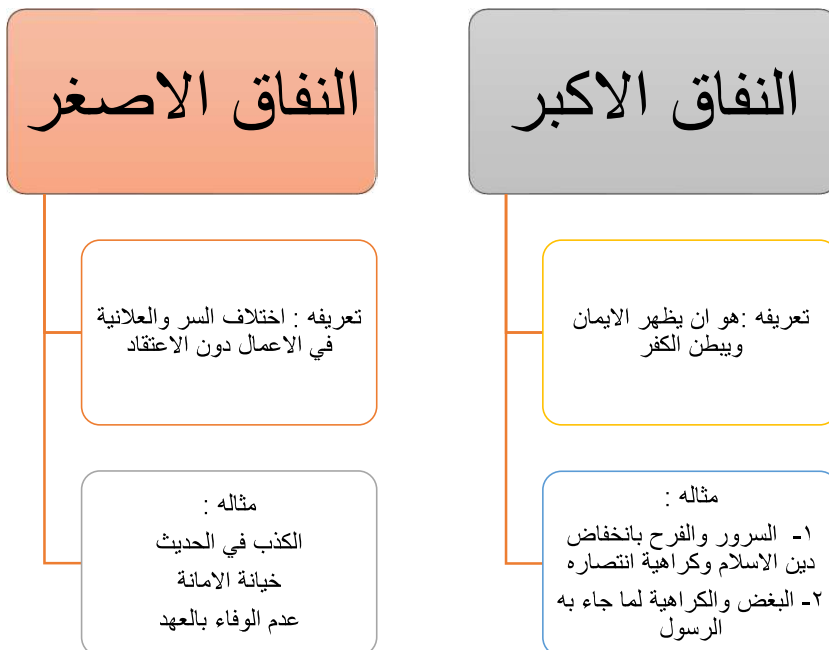 النفاق الاكبر
تعريفه :هو ان يظهر الايمان
ويبطن الكفر
مثاله :
١- السرور والفرح بانخفاض
دين الاسلام وكراهية انتصاره
٢- البغض والكراهية لما جاء به
الرسول
النفاق الاصغر
تعريفه : اختلاف السر والعلانية
في الاعمال دون الاعتقاد
مثاله :
الكذب في الحديث
خيانة الامانة
عدم الوفاء بالعهد